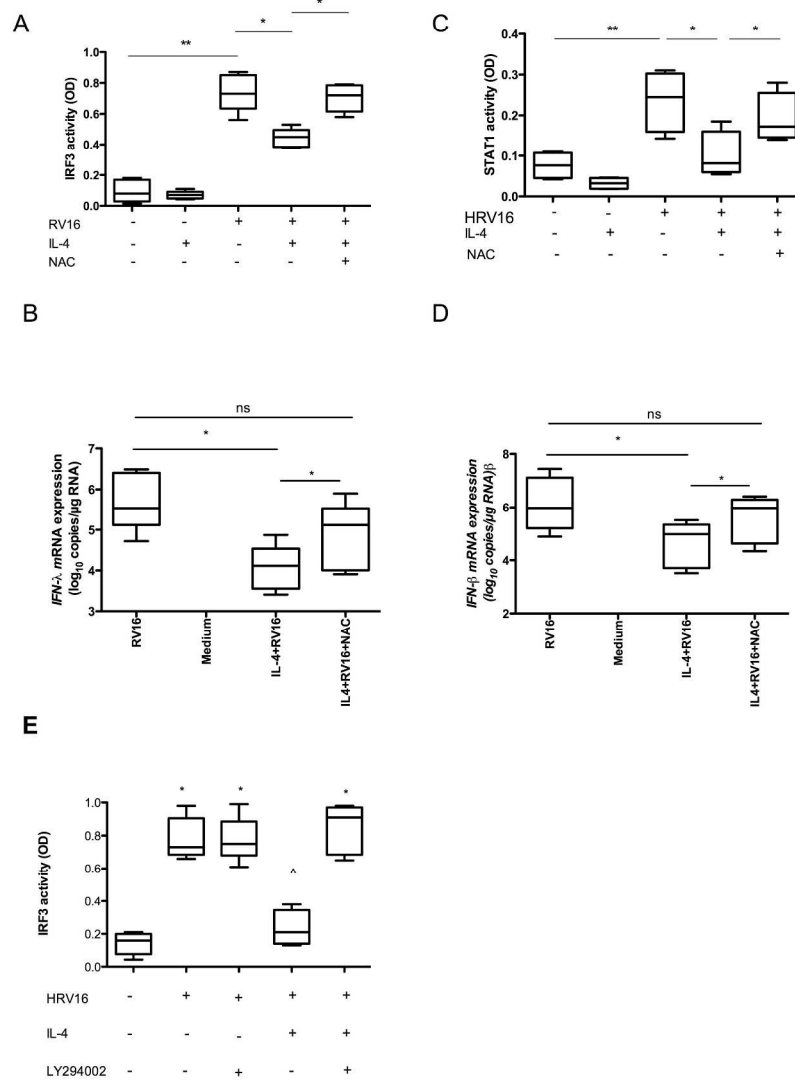 A
*
*
**
IRF3 activity (OD)
1.0
0.8
0.6
0.4
0.2
0.0
RV16 - - + + +
IL-4 - + - + +
NAC - - - - +
C
** * *
STAT1 activity (OD)
0.4
0.3
0.2
0.1
0.0
HRV16 - - + + +
IL-4 - + - + +
NAC - - - - +
B
ns
*
*
IFN-λ mRNA expression
(log10 copies/µg RNA)
7
6
5
4
3
RV16
Medium
IL-4+RV16
IL4+RV16+NAC
D
ns
*
*
IFN-β mRNA expression
(log10 copies/µg RNA)β
8
6
4
2
RV16
Medium
IL-4+RV16
IL4+RV16+NAC
E
* * ^ *
IRF3 activity (OD)
1.0
0.8
0.6
0.4
0.2
0.0
HRV16 - + + + +
IL-4 - - - + +
LY294002 - - + - +